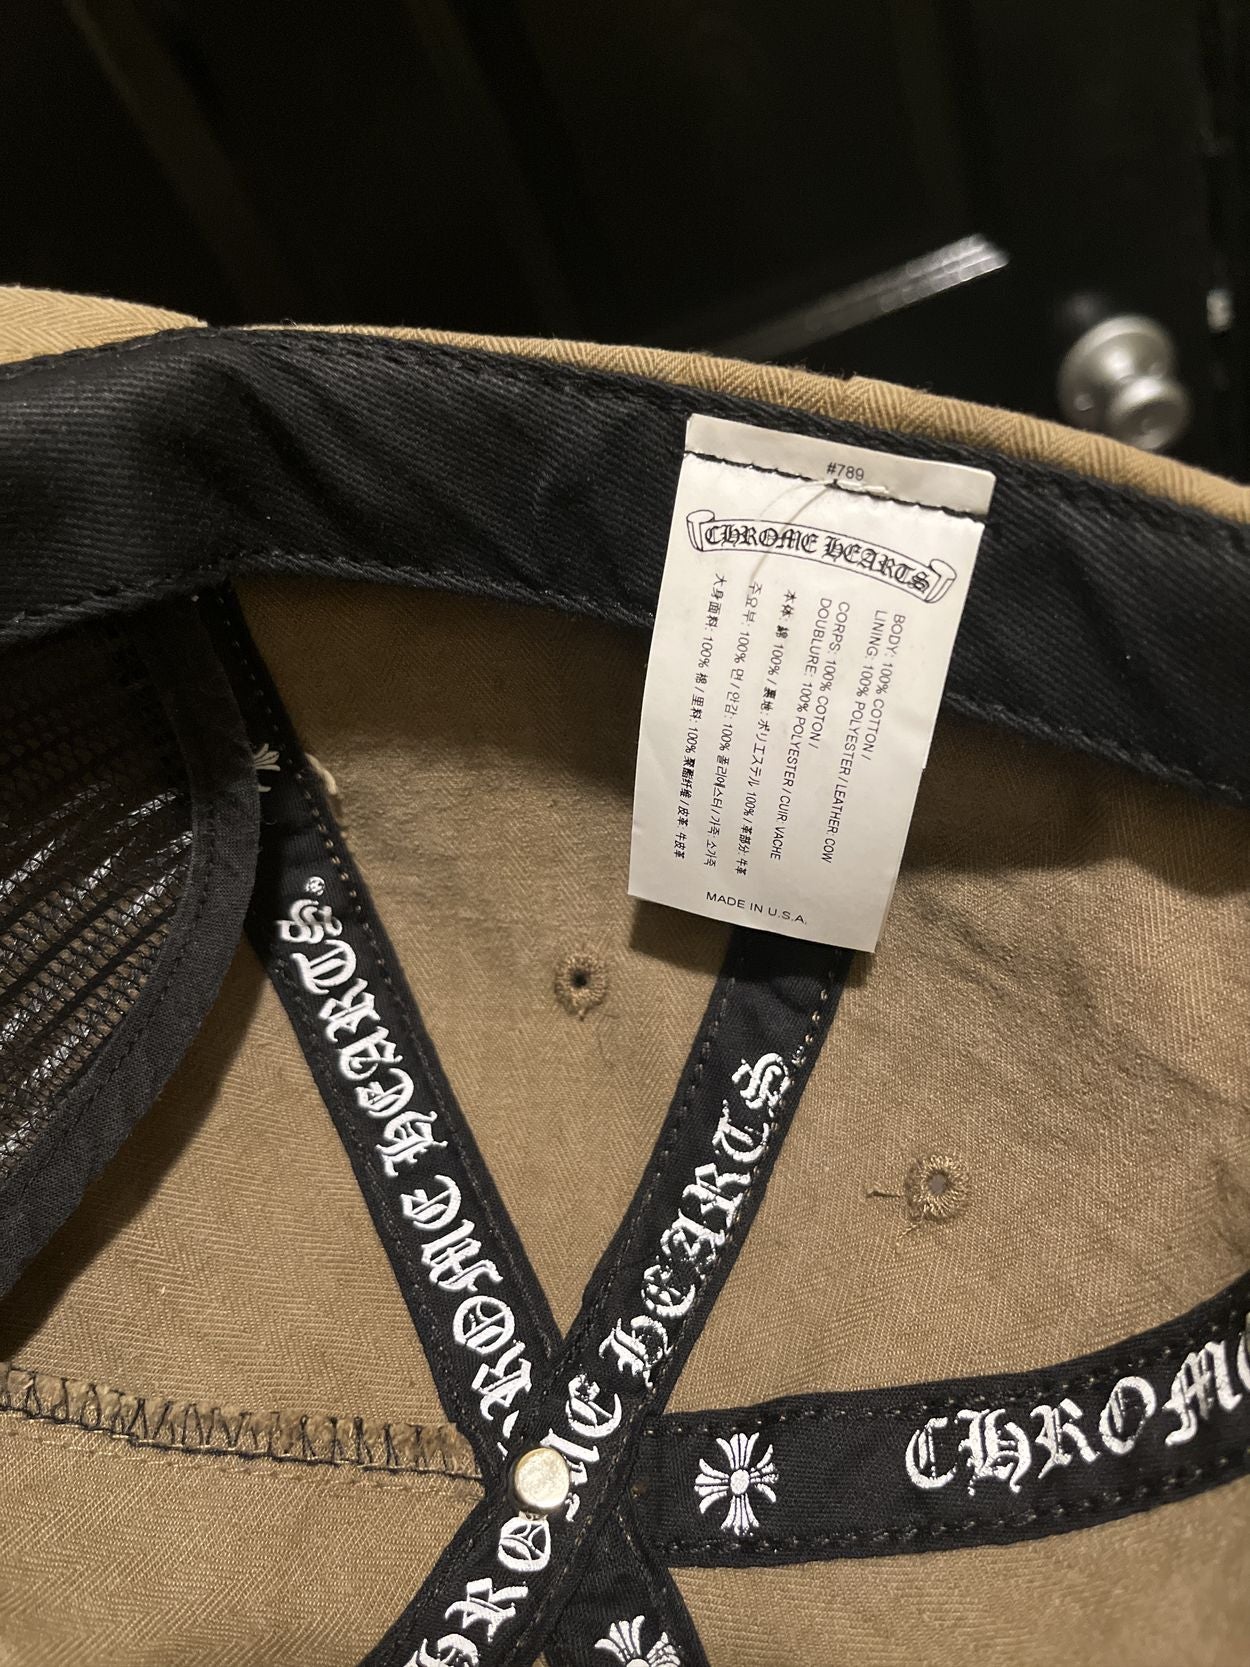 #789
CHROME HEARTS
BODY: 100% COTTON /
LINING: 100% POLYESTER / LEATHER: COW
CORPS: 100% COTON /
DOUBLURE: 100% POLYESTER / CUIR: VACHE
本体: 綿 100% / 裏地: ポリエステル 100% / 革部分: 牛革
주요부: 100% 면 / 안감: 100% 폴리에스터 / 가죽: 소가죽
大身面料: 100% 棉 / 里料: 100% 聚酯纤维 / 皮革: 牛皮革
MADE IN U.S.A.
CHROME HEARTS
CHROME HEARTS
CHROME